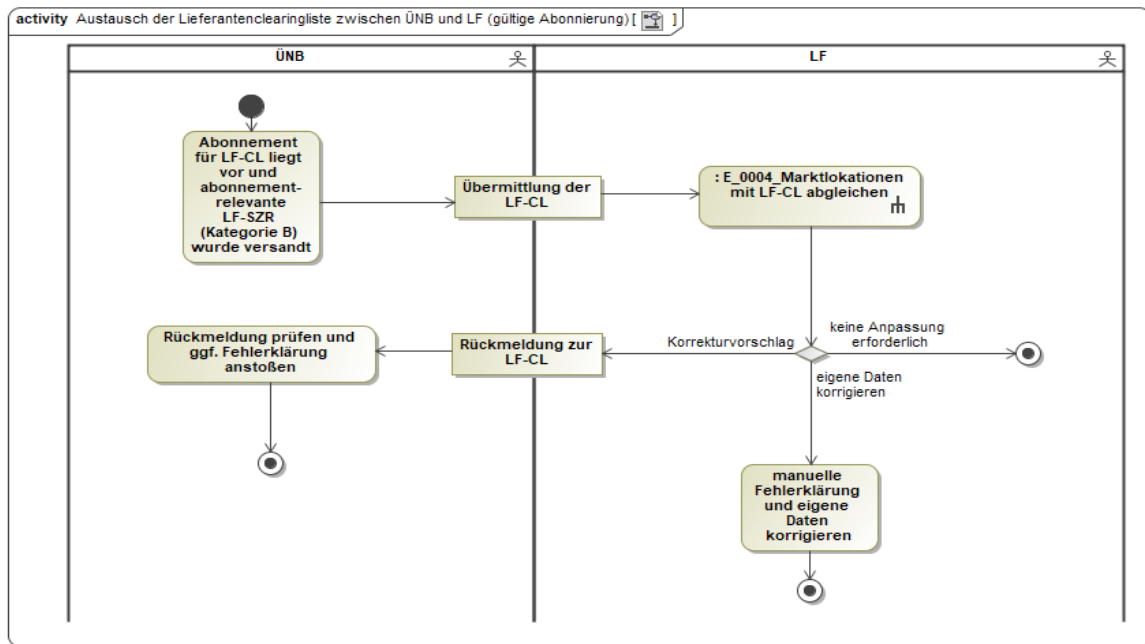 activity Austausch der Lieferantenclearingliste zwischen ÜNB und LF (gültige Abonnierung) [ ]
ÜNB
LF
Abonnement
für LF-CL liegt
vor und
abonnement-
relevante
LF-SZR
(Kategorie B)
wurde versandt
Übermittlung der
LF-CL
: E_0004_Marktlokationen
mit LF-CL abgleichen
Rückmeldung prüfen und
ggf. Fehlerklärung
anstoßen
Rückmeldung zur
LF-CL
Korrekturvorschlag
keine Anpassung
erforderlich
eigene Daten
korrigieren
manuelle
Fehlerklärung
und eigene
Daten
korrigieren